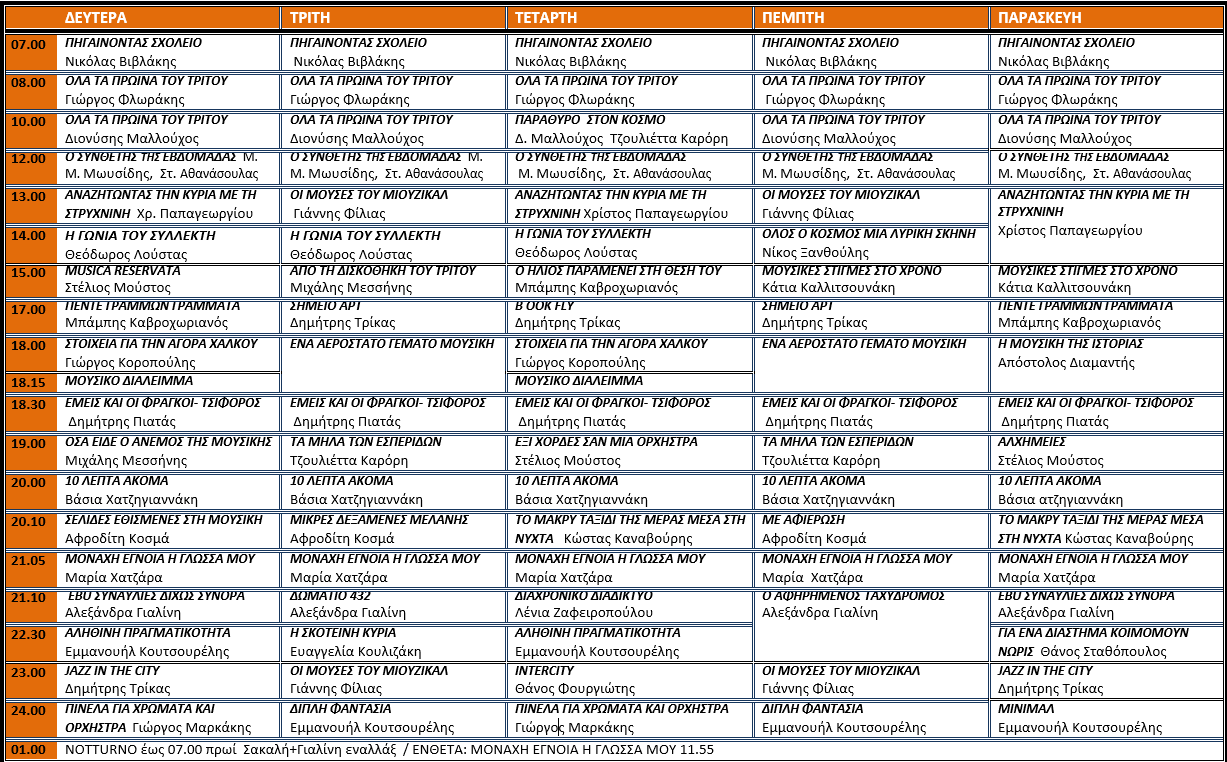 ΔΕΥΤΕΡΑ ΤΡΙΤΗ ΤΕΤΑΡΤΗ ΠΕΜΠΤΗ ΠΑΡΑΣΚΕΥΗ
07.00 ΠΗΓΑΙΝΟΝΤΑΣ ΣΧΟΛΕΙΟ ΠΗΓΑΙΝΟΝΤΑΣ ΣΧΟΛΕΙΟ ΠΗΓΑΙΝΟΝΤΑΣ ΣΧΟΛΕΙΟ ΠΗΓΑΙΝΟΝΤΑΣ ΣΧΟΛΕΙΟ ΠΗΓΑΙΝΟΝΤΑΣ ΣΧΟΛΕΙΟ
Νικόλας Βιβλάκης Νικόλας Βιβλάκης Νικόλας Βιβλάκης Νικόλας Βιβλάκης Νικόλας Βιβλάκης
08.00 ΟΛΑ ΤΑ ΠΡΩΙΝΑ ΤΟΥ ΤΡΙΤΟΥ ΟΛΑ ΤΑ ΠΡΩΙΝΑ ΤΟΥ ΤΡΙΤΟΥ ΟΛΑ ΤΑ ΠΡΩΙΝΑ ΤΟΥ ΤΡΙΤΟΥ ΟΛΑ ΤΑ ΠΡΩΙΝΑ ΤΟΥ ΤΡΙΤΟΥ ΟΛΑ ΤΑ ΠΡΩΙΝΑ ΤΟΥ ΤΡΙΤΟΥ
Γιώργος Φλωράκης Γιώργος Φλωράκης Γιώργος Φλωράκης Γιώργος Φλωράκης Γιώργος Φλωράκης
10.00 ΟΛΑ ΤΑ ΠΡΩΙΝΑ ΤΟΥ ΤΡΙΤΟΥ ΟΛΑ ΤΑ ΠΡΩΙΝΑ ΤΟΥ ΤΡΙΤΟΥ ΠΑΡΑΘΥΡΟ ΣΤΟΝ ΚΟΣΜΟ ΟΛΑ ΤΑ ΠΡΩΙΝΑ ΤΟΥ ΤΡΙΤΟΥ ΟΛΑ ΤΑ ΠΡΩΙΝΑ ΤΟΥ ΤΡΙΤΟΥ
Διονύσης Μαλλούχος Διονύσης Μαλλούχος Δ. Μαλλούχος Τζουλιέττα Καρόρη Διονύσης Μαλλούχος Διονύσης Μαλλούχος
12.00 Ο ΣΥΝΘΕΤΗΣ ΤΗΣ ΕΒΔΟΜΑΔΑΣ Μ. Ο ΣΥΝΘΕΤΗΣ ΤΗΣ ΕΒΔΟΜΑΔΑΣ Μ. Ο ΣΥΝΘΕΤΗΣ ΤΗΣ ΕΒΔΟΜΑΔΑΣ Ο ΣΥΝΘΕΤΗΣ ΤΗΣ ΕΒΔΟΜΑΔΑΣ Ο ΣΥΝΘΕΤΗΣ ΤΗΣ ΕΒΔΟΜΑΔΑΣ
Μ. Μωυσίδης, Στ. Αθανάσουλας Μ. Μωυσίδης, Στ. Αθανάσουλας Μ. Μωυσίδης, Στ. Αθανάσουλας Μ. Μωυσίδης, Στ. Αθανάσουλας Μ. Μωυσίδης, Στ. Αθανάσουλας
13.00 ΑΝΑΖΗΤΩΝΤΑΣ ΤΗΝ ΚΥΡΙΑ ΜΕ ΤΗ ΟΙ ΜΟΥΣΕΣ ΤΟΥ ΜΙΟΥΖΙΚΑΛ ΑΝΑΖΗΤΩΝΤΑΣ ΤΗΝ ΚΥΡΙΑ ΜΕ ΤΗ ΟΙ ΜΟΥΣΕΣ ΤΟΥ ΜΙΟΥΖΙΚΑΛ ΑΝΑΖΗΤΩΝΤΑΣ ΤΗΝ ΚΥΡΙΑ ΜΕ ΤΗ
ΣΤΡΥΧΝΙΝΗ Χρ. Παπαγεωργίου Γιάννης Φίλιας ΣΤΡΥΧΝΙΝΗ Χρίστος Παπαγεωργίου Γιάννης Φίλιας ΣΤΡΥΧΝΙΝΗ
Χρίστος Παπαγεωργίου
14.00 Η ΓΩΝΙΑ ΤΟΥ ΣΥΛΛΕΚΤΗ Η ΓΩΝΙΑ ΤΟΥ ΣΥΛΛΕΚΤΗ Η ΓΩΝΙΑ ΤΟΥ ΣΥΛΛΕΚΤΗ ΟΛΟΣ Ο ΚΟΣΜΟΣ ΜΙΑ ΛΥΡΙΚΗ ΣΚΗΝΗ
Θεόδωρος Λούστας Θεόδωρος Λούστας Θεόδωρος Λούστας Νίκος Ξανθούλης
15.00 MUSICA RESERVATA ΑΠΟ ΤΗ ΔΙΣΚΟΘΗΚΗ ΤΟΥ ΤΡΙΤΟΥ Ο ΗΛΙΟΣ ΠΑΡΑΜΕΝΕΙ ΣΤΗ ΘΕΣΗ ΤΟΥ ΜΟΥΣΙΚΕΣ ΣΤΙΓΜΕΣ ΣΤΟ ΧΡΟΝΟ ΜΟΥΣΙΚΕΣ ΣΤΙΓΜΕΣ ΣΤΟ ΧΡΟΝΟ
Στέλιος Μούστος Μιχάλης Μεσσήνης Μπάμπης Καβροχωριανός Κάτια Καλλιτσουνάκη Κάτια Καλλιτσουνάκη
17.00 ΠΕΝΤΕ ΓΡΑΜΜΩΝ ΓΡΑΜΜΑΤΑ ΣΗΜΕΙΟ ΑΡΤ B OOK FLY ΣΗΜΕΙΟ ΑΡΤ ΠΕΝΤΕ ΓΡΑΜΜΩΝ ΓΡΑΜΜΑΤΑ
Μπάμπης Καβροχωριανός Δημήτρης Τρίκας Δημήτρης Τρίκας Δημήτρης Τρίκας Μπάμπης Καβροχωριανός
18.00 ΣΤΟΙΧΕΙΑ ΓΙΑ ΤΗΝ ΑΓΟΡΑ ΧΑΛΚΟΥ ΕΝΑ ΑΕΡΟΣΤΑΤΟ ΓΕΜΑΤΟ ΜΟΥΣΙΚΗ ΣΤΟΙΧΕΙΑ ΓΙΑ ΤΗΝ ΑΓΟΡΑ ΧΑΛΚΟΥ ΕΝΑ ΑΕΡΟΣΤΑΤΟ ΓΕΜΑΤΟ ΜΟΥΣΙΚΗ Η ΜΟΥΣΙΚΗ ΤΗΣ ΙΣΤΟΡΙΑΣ
Γιώργος Κοροπούλης Γιώργος Κοροπούλης Απόστολος Διαμαντής
18.15 ΜΟΥΣΙΚΟ ΔΙΑΛΕΙΜΜΑ ΜΟΥΣΙΚΟ ΔΙΑΛΕΙΜΜΑ
18.30 ΕΜΕΙΣ ΚΑΙ ΟΙ ΦΡΑΓΚΟΙ- ΤΣΙΦΟΡΟΣ ΕΜΕΙΣ ΚΑΙ ΟΙ ΦΡΑΓΚΟΙ- ΤΣΙΦΟΡΟΣ ΕΜΕΙΣ ΚΑΙ ΟΙ ΦΡΑΓΚΟΙ- ΤΣΙΦΟΡΟΣ ΕΜΕΙΣ ΚΑΙ ΟΙ ΦΡΑΓΚΟΙ- ΤΣΙΦΟΡΟΣ ΕΜΕΙΣ ΚΑΙ ΟΙ ΦΡΑΓΚΟΙ- ΤΣΙΦΟΡΟΣ
Δημήτρης Πιατάς Δημήτρης Πιατάς Δημήτρης Πιατάς Δημήτρης Πιατάς Δημήτρης Πιατάς
19.00 ΟΣΑ ΕΙΔΕ Ο ΑΝΕΜΟΣ ΤΗΣ ΜΟΥΣΙΚΗΣ ΤΑ ΜΗΛΑ ΤΩΝ ΕΣΠΕΡΙΔΩΝ ΕΞΙ ΧΟΡΔΕΣ ΣΑΝ ΜΙΑ ΟΡΧΗΣΤΡΑ ΤΑ ΜΗΛΑ ΤΩΝ ΕΣΠΕΡΙΔΩΝ ΑΛΧΗΜΕΙΕΣ
Μιχάλης Μεσσήνης Τζουλιέττα Καρόρη Στέλιος Μούστος Τζουλιέττα Καρόρη Στέλιος Μούστος
20.00 10 ΛΕΠΤΑ ΑΚΟΜΑ 10 ΛΕΠΤΑ ΑΚΟΜΑ 10 ΛΕΠΤΑ ΑΚΟΜΑ 10 ΛΕΠΤΑ ΑΚΟΜΑ 10 ΛΕΠΤΑ ΑΚΟΜΑ
Βάσια Χατζηγιαννάκη Βάσια Χατζηγιαννάκη Βάσια Χατζηγιαννάκη Βάσια Χατζηγιαννάκη Βάσια ατζηγιαννάκη
20.10 ΣΕΛΙΔΕΣ ΕΘΙΣΜΕΝΕΣ ΣΤΗ ΜΟΥΣΙΚΗ ΜΙΚΡΕΣ ΔΕΞΑΜΕΝΕΣ ΜΕΛΑΝΗΣ ΤΟ ΜΑΚΡΥ ΤΑΞΙΔΙ ΤΗΣ ΜΕΡΑΣ ΜΕΣΑ ΣΤΗ ΜΕ ΑΦΙΕΡΩΣΗ ΤΟ ΜΑΚΡΥ ΤΑΞΙΔΙ ΤΗΣ ΜΕΡΑΣ ΜΕΣΑ
Αφροδίτη Κοσμά Αφροδίτη Κοσμά ΝΥΧΤΑ Κώστας Καναβούρης Αφροδίτη Κοσμά ΣΤΗ ΝΥΧΤΑ Κώστας Καναβούρης
21.05 ΜΟΝΑΧΗ ΕΓΝΟΙΑ Η ΓΛΩΣΣΑ ΜΟΥ ΜΟΝΑΧΗ ΕΓΝΟΙΑ Η ΓΛΩΣΣΑ ΜΟΥ ΜΟΝΑΧΗ ΕΓΝΟΙΑ Η ΓΛΩΣΣΑ ΜΟΥ ΜΟΝΑΧΗ ΕΓΝΟΙΑ Η ΓΛΩΣΣΑ ΜΟΥ ΜΟΝΑΧΗ ΕΓΝΟΙΑ Η ΓΛΩΣΣΑ ΜΟΥ
Μαρία Χατζάρα Μαρία Χατζάρα Μαρία Χατζάρα Μαρία Χατζάρα Μαρία Χατζάρα
21.10 EBU ΣΥΝΑΥΛΙΕΣ ΔΙΧΩΣ ΣΥΝΟΡΑ ΔΩΜΑΤΙΟ 432 ΔΙΑΧΡΟΝΙΚΟ ΔΙΑΔΙΚΤΥΟ Ο ΑΦΗΡΗΜΕΝΟΣ ΤΑΧΥΔΡΟΜΟΣ EBU ΣΥΝΑΥΛΙΕΣ ΔΙΧΩΣ ΣΥΝΟΡΑ
Αλεξάνδρα Γιαλίνη Αλεξάνδρα Γιαλίνη Λένια Ζαφειροπούλου Αλεξάνδρα Γιαλίνη Αλεξάνδρα Γιαλίνη
22.30 ΑΛΗΘΙΝΗ ΠΡΑΓΜΑΤΙΚΟΤΗΤΑ Η ΣΚΟΤΕΙΝΗ ΚΥΡΙΑ ΑΛΗΘΙΝΗ ΠΡΑΓΜΑΤΙΚΟΤΗΤΑ ΓΙΑ ΕΝΑ ΔΙΑΣΤΗΜΑ ΚΟΙΜΟΜΟΥΝ
Εμμανουήλ Κουτσουρέλης Ευαγγελία Κουλιζάκη Εμμανουήλ Κουτσουρέλης ΝΩΡΙΣ Θάνος Σταθόπουλος
23.00 JAZZ IN THE CITY ΟΙ ΜΟΥΣΕΣ ΤΟΥ ΜΙΟΥΖΙΚΑΛ INTERCITY ΟΙ ΜΟΥΣΕΣ ΤΟΥ ΜΙΟΥΖΙΚΑΛ JAZZ IN THE CITY
Δημήτρης Τρίκας Γιάννης Φίλιας Θάνος Φουργιώτης Γιάννης Φίλιας Δημήτρης Τρίκας
24.00 ΠΙΝΕΛΑ ΓΙΑ ΧΡΩΜΑΤΑ ΚΑΙ ΔΙΠΛΗ ΦΑΝΤΑΣΙΑ ΠΙΝΕΛΑ ΓΙΑ ΧΡΩΜΑΤΑ ΚΑΙ ΟΡΧΗΣΤΡΑ ΔΙΠΛΗ ΦΑΝΤΑΣΙΑ ΜΙΝΙΜΑΛ
ΟΡΧΗΣΤΡΑ Γιώργος Μαρκάκης Εμμανουήλ Κουτσουρέλης Γιώργος Μαρκάκης Εμμανουήλ Κουτσουρέλης Εμμανουήλ Κουτσουρέλης
01.00 NOTTURNO έως 07.00 πρωί Σακαλή+Γιαλίνη εναλλάξ / ΕΝΘΕΤΑ: ΜΟΝΑΧΗ ΕΓΝΟΙΑ Η ΓΛΩΣΣΑ ΜΟΥ 11.55